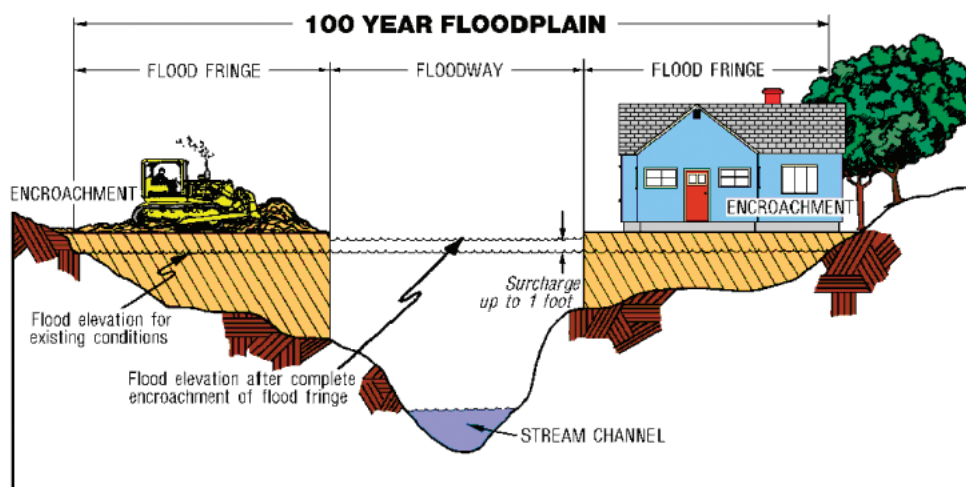 100 YEAR FLOODPLAIN
FLOOD FRINGE
FLOODWAY
FLOOD FRINGE
ENCROACHMENT
ENCROACHMENT
Surcharge
up to 1 foot
Flood elevation for
existing conditions
Flood elevation after complete
encroachment of flood fringe
STREAM CHANNEL